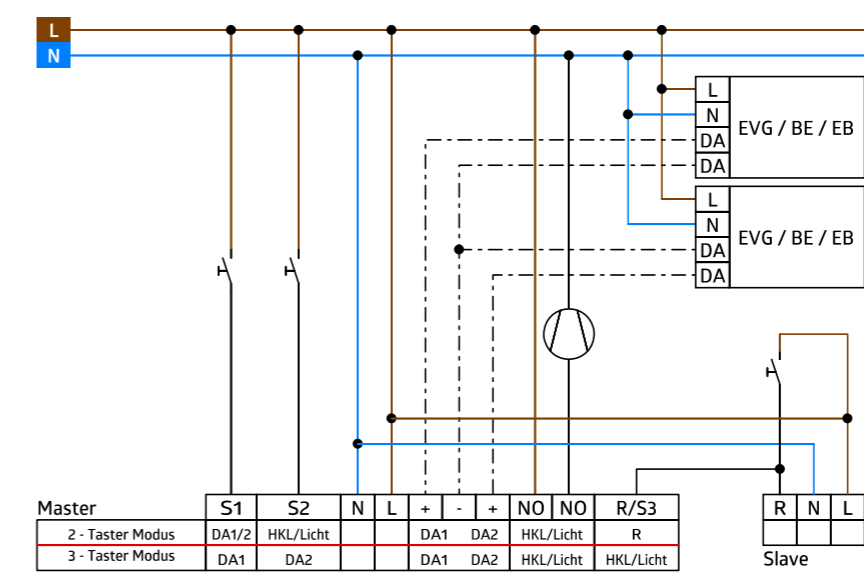 L
N
L
N
DA
DA
EVG / BE / EB
L
N
DA
DA
EVG / BE / EB
Master
S1 S2 N L + - + NO NO R/S3
2 - Taster Modus DA1/2 HKL/Licht DA1 DA2 HKL/Licht R
3 - Taster Modus DA1 DA2 DA1 DA2 HKL/Licht HKL/Licht
R N L
Slave